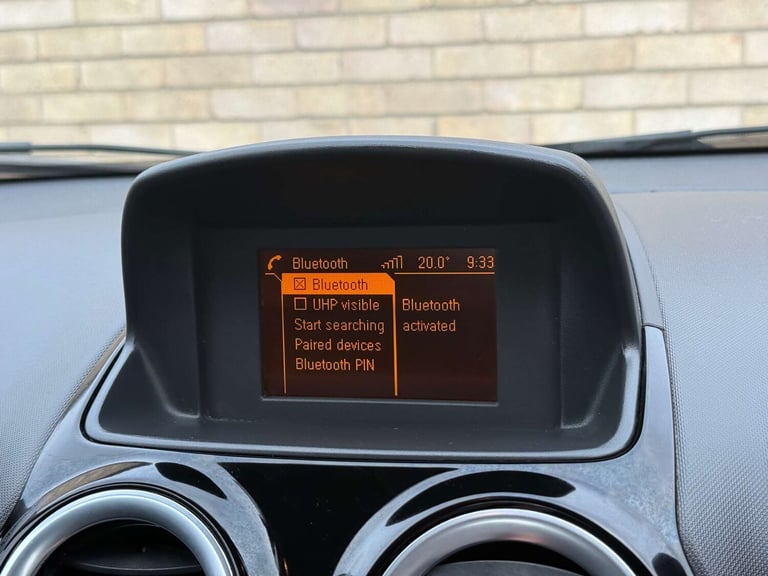 Bluetooth 20.0° 9:33
Bluetooth
UHP visible
Start searching
Paired devices
Bluetooth PIN
Bluetooth
activated